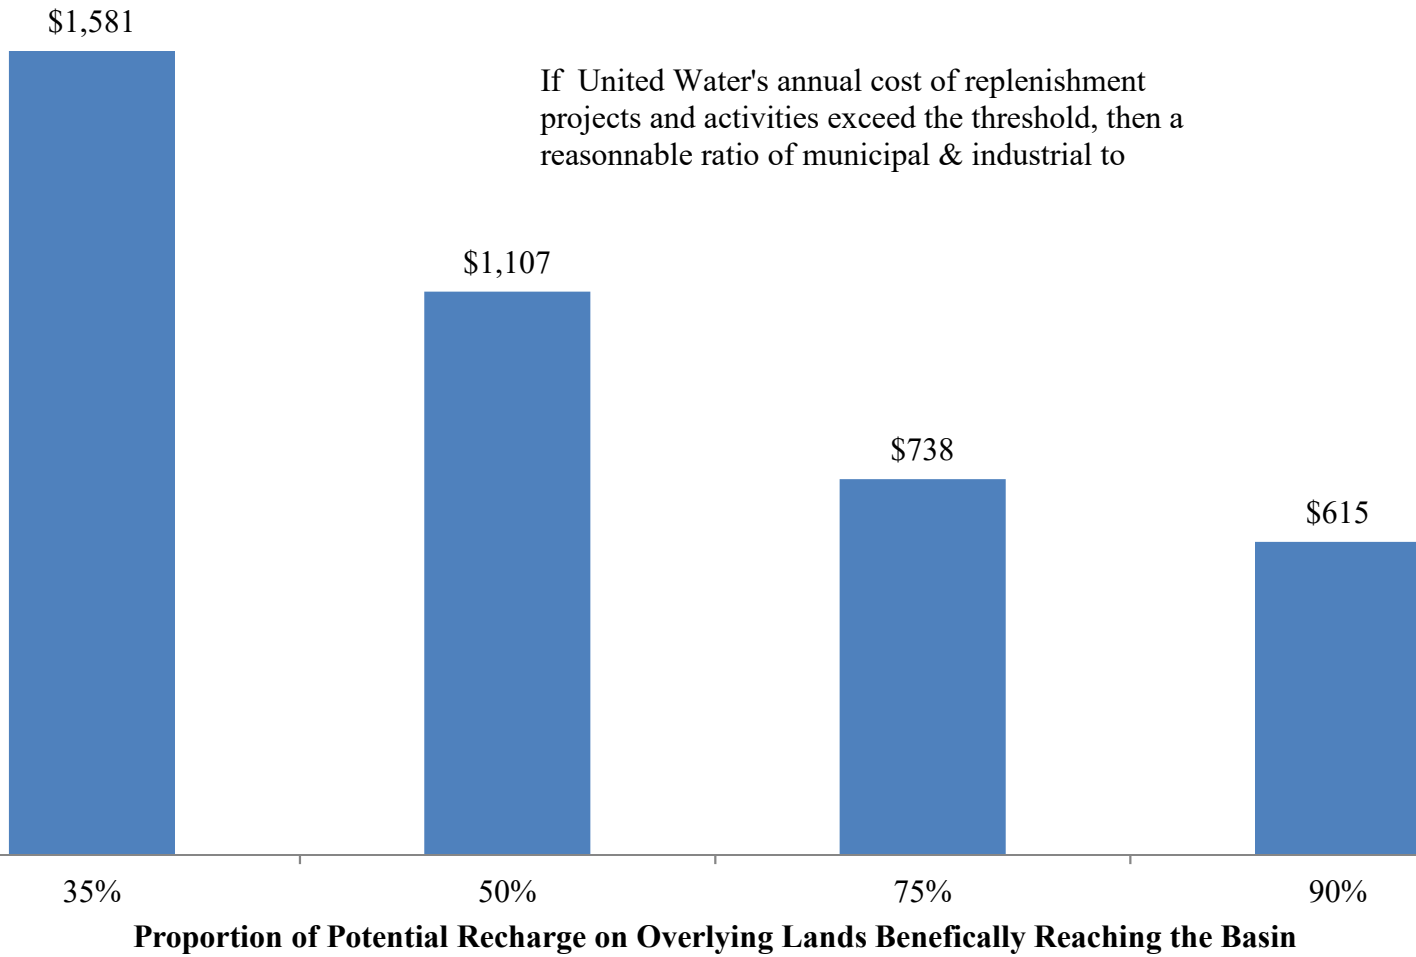 $1,581
If  United Water's annual cost of replenishment
projects and activities exceed the threshold, then a
reasonnable ratio of municipal & industrial to
$1,107
$738
$615
35%
50%
75%
90%
Proportion of Potential Recharge on Overlying Lands Benefically Reaching the Basin